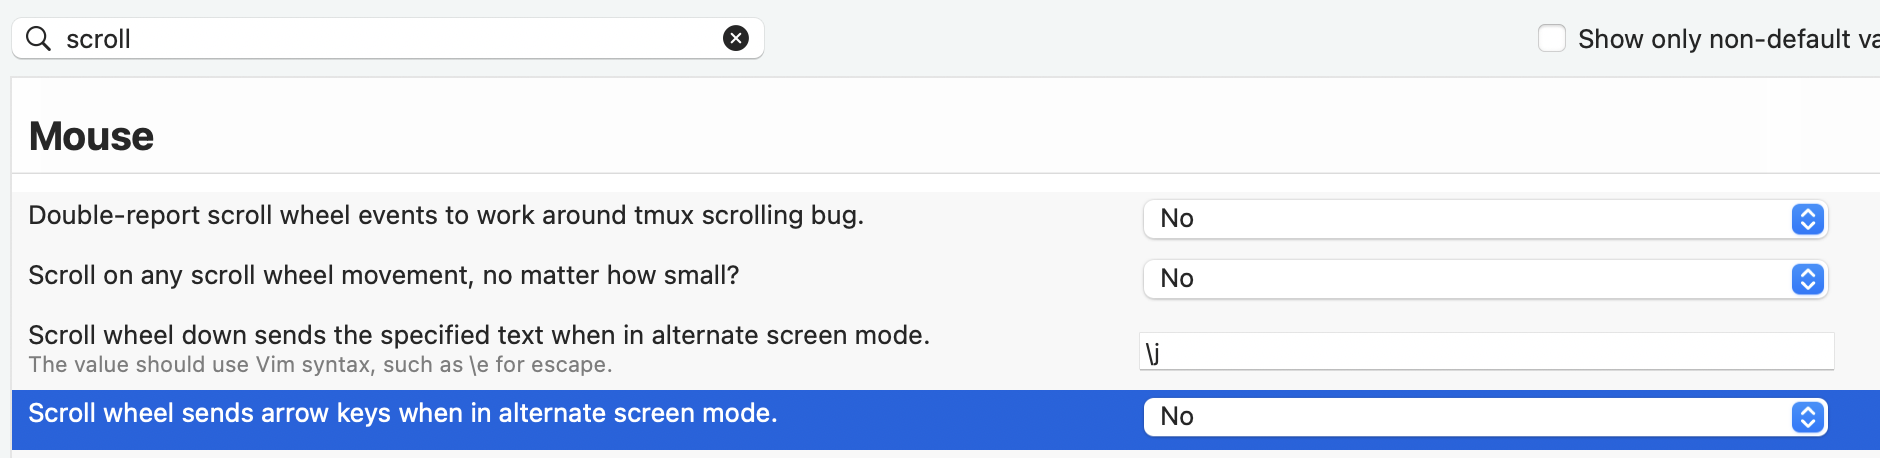 scroll
Show only non-default va
Mouse
Double-report scroll wheel events to work around tmux scrolling bug.
No
Scroll on any scroll wheel movement, no matter how small?
No
Scroll wheel down sends the specified text when in alternate screen mode.
The value should use Vim syntax, such as \e for escape.
\j
Scroll wheel sends arrow keys when in alternate screen mode.
No